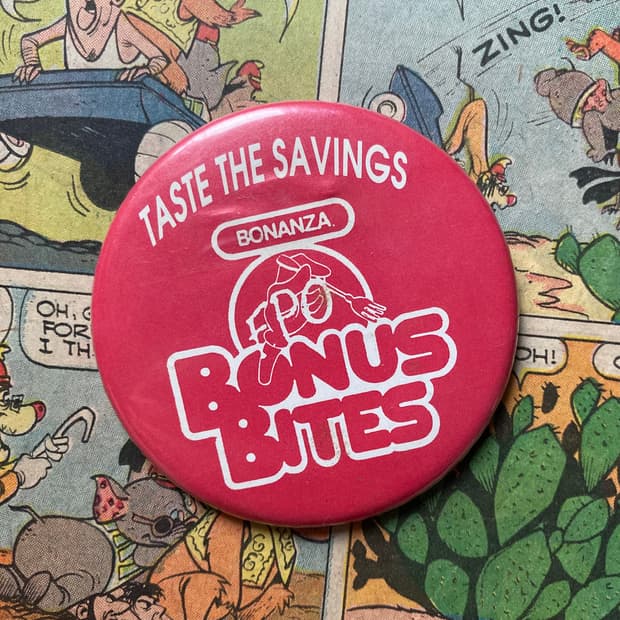 ZING!
TASTE THE SAVINGS
BONANZA
BONUS
BITES
OH,
FOR
I TH
OH!